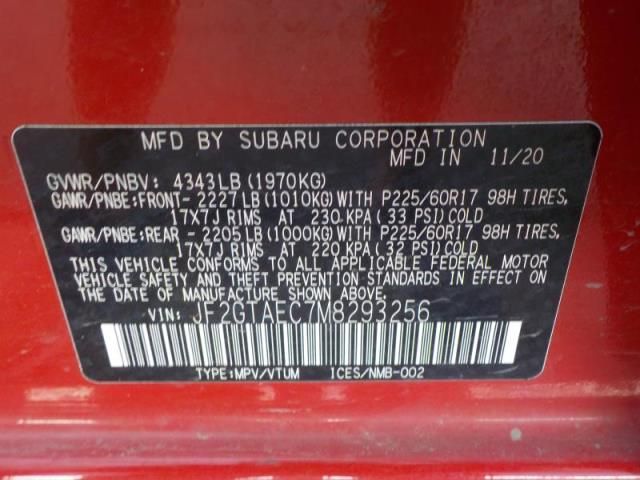 MFD BY SUBARU CORPORATION
MFD IN 11/20
GVWR/PNBV: 4343LB (1970KG)
GAWR/PNBE:FRONT- 2227LB (1010KG)WITH P225/60R17 98H TIRES,
17X7J RIMS AT 230 KPA (33 PSI)COLD
GAWR/PNBE:REAR - 2205LB (1000KG)WITH P225/60R17 98H TIRES,
17X7J RIMS AT 220 KPA (32 PSI)COLD
THIS VEHICLE CONFORMS TO ALL APPLICABLE FEDERAL MOTOR
VEHICLE SAFETY AND THEFT PREVENTION STANDARDS IN EFFECT
ON THE DATE OF MANUFACTURE SHOWN ABOVE.
VIN: JF2GTAEC7M8293256
TYPE:MPV/VTUM ICES/NMB-002